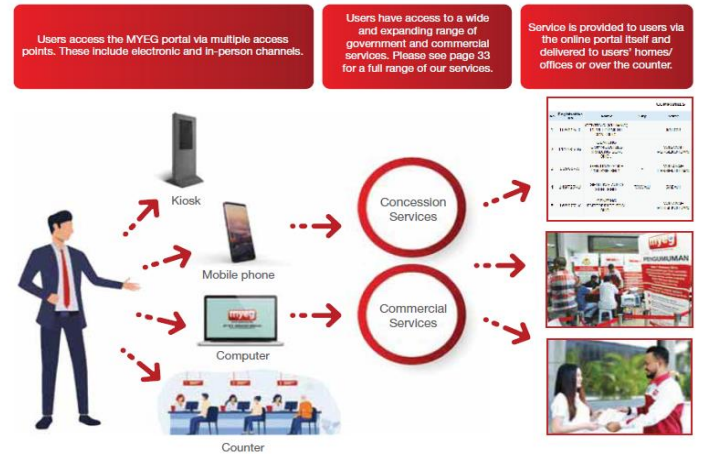 Users access the MYEG portal via multiple access
points. These include electronic and in-person channels.
Users have access to a wide
and expanding range of
government and commercial
services. Please see page 33
for a full range of our services.
Service is provided to users via
the online portal itself and
delivered to users' homes/
offices or over the counter.
Kiosk
Mobile phone
myeg
Computer
Counter
Concession
Services
Commercial
Services
myeg
PENGUMUMAN